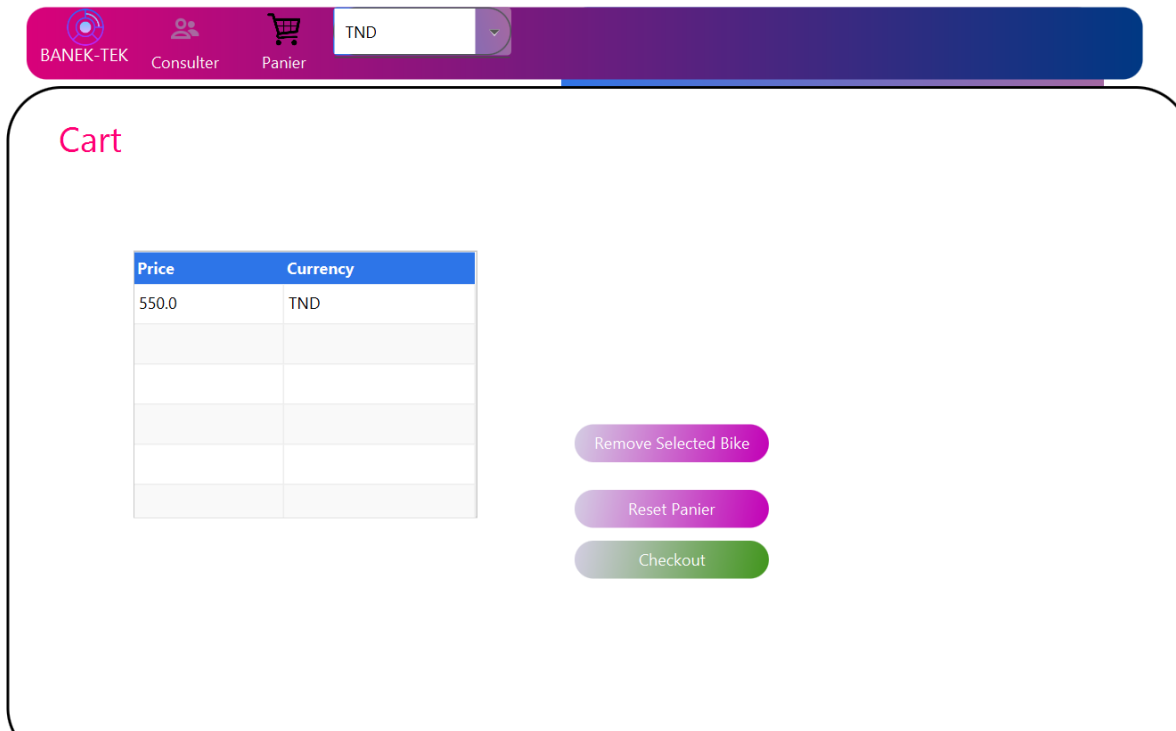 BANEK-TEK
Consulter
Panier
TND
Cart
Price Currency
550.0 TND
Remove Selected Bike
Reset Panier
Checkout